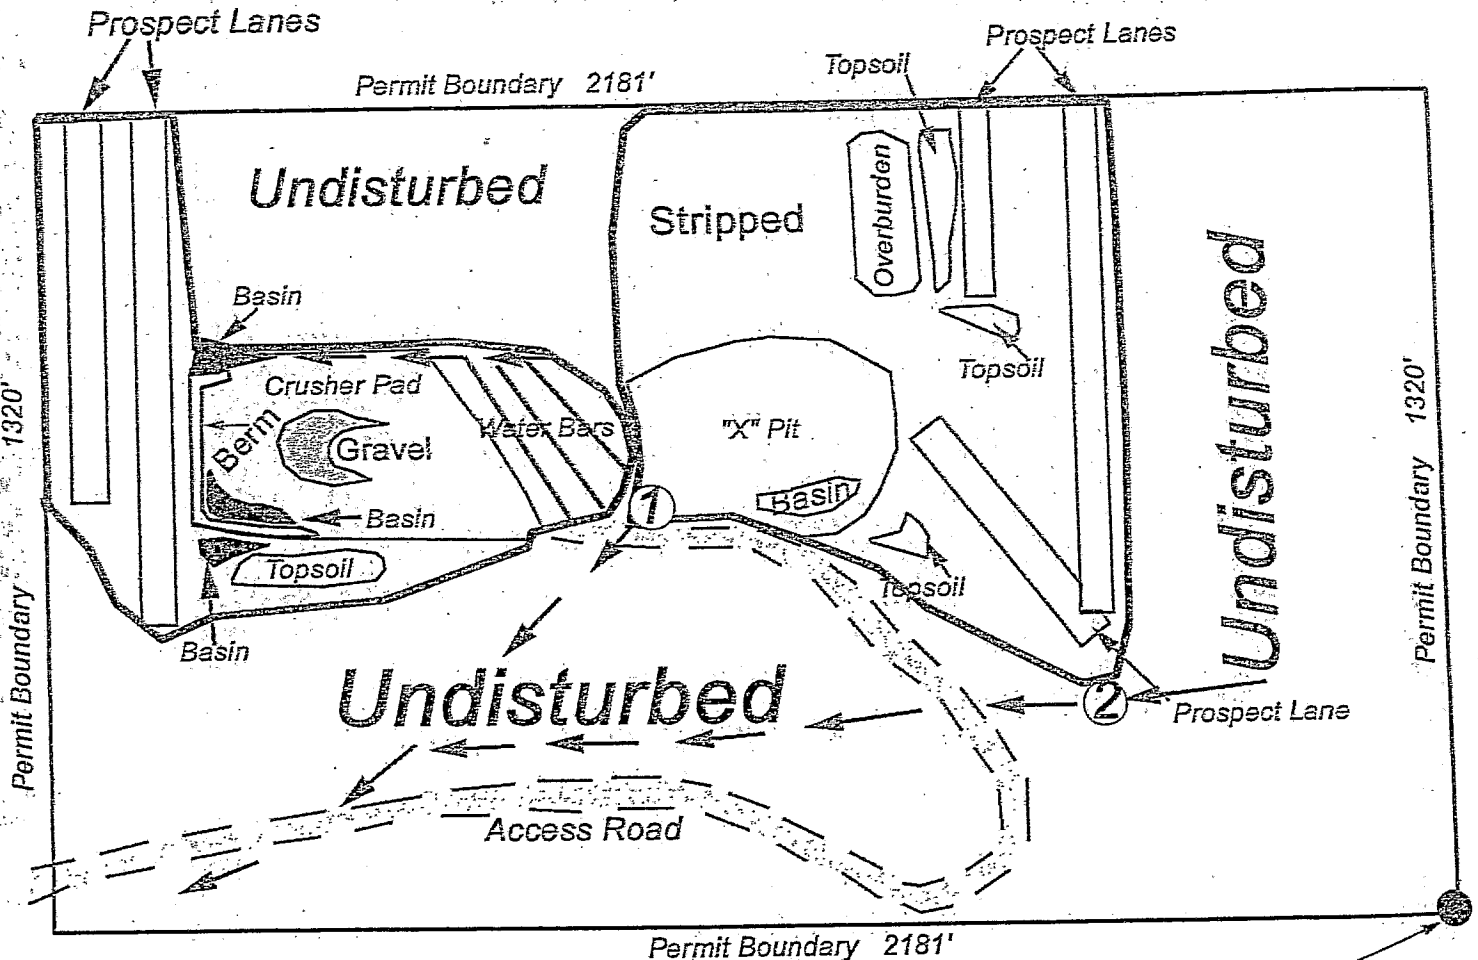 Prospect Lanes
Prospect Lanes
Topsoil
Permit Boundary 2181'
Undisturbed
Stripped
Overburden
Basin
Topsoil
Crusher Pad
Water Bars
"X" Pit
Berm
Gravel
Undisturbed
1320'
Permit Boundary
1320'
Permit Boundary
Basin
1
Basin
Topsoil
Topsoil
Basin
Undisturbed
2
Prospect Lane
Access Road
Permit Boundary 2181'